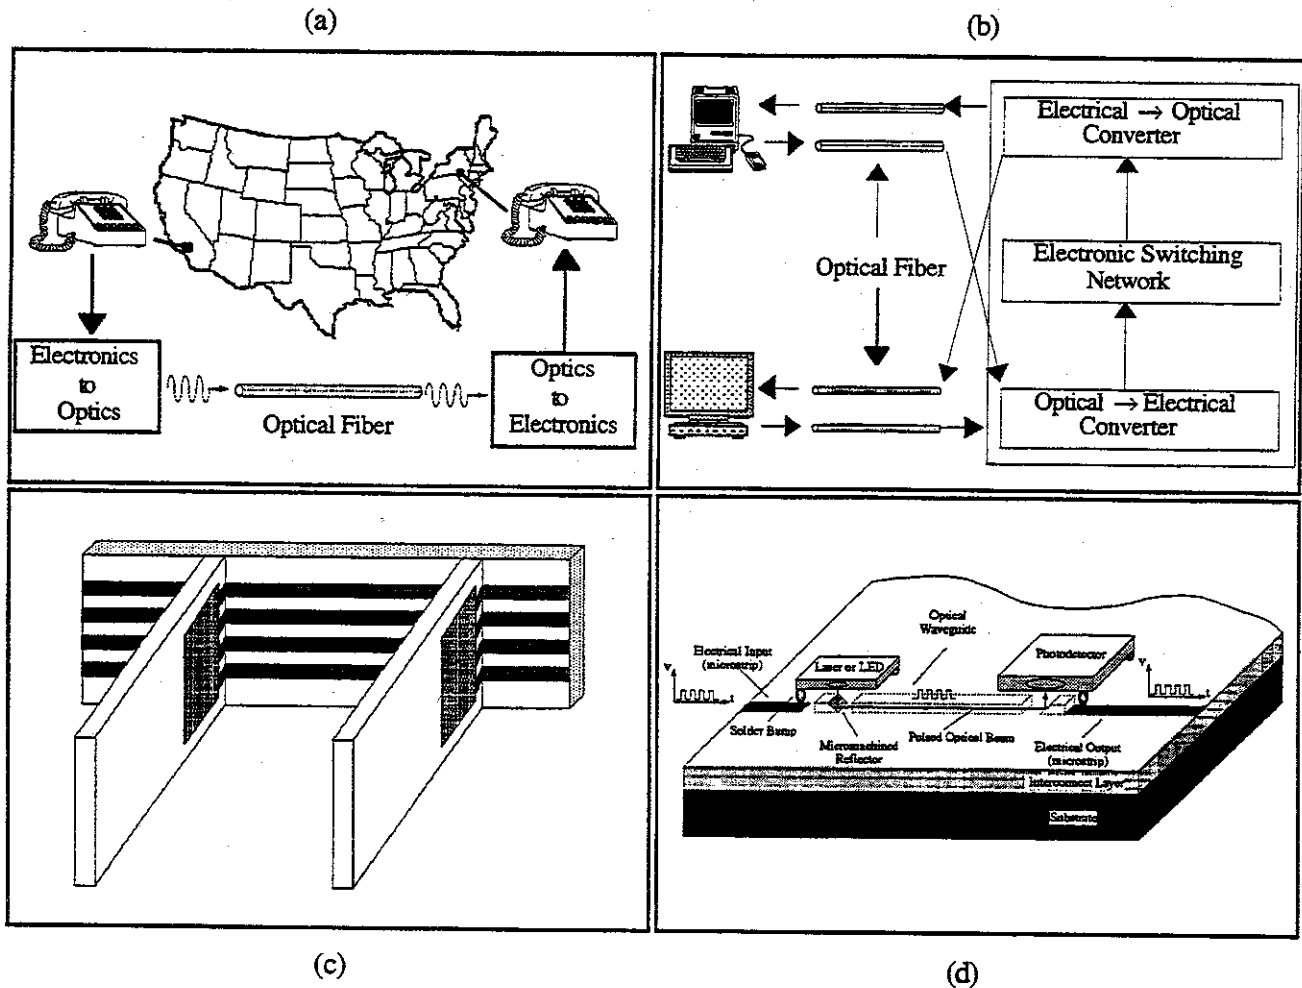 (a)
(b)
Electronics
to
Optics
Optical Fiber
Optics
to
Electronics
Electrical → Optical
Converter
Electronic Switching
Network
Optical Fiber
Optical → Electrical
Converter
Electrical Input
(microstrip)
V
t
Laser or LED
Optical
Waveguide
Photodetector
V
t
Solder Bump
Micromachined
Reflector
Pulsed Optical Beam
Electrical Output
(microstrip)
Interconnect Layer
Substrate
(c)
(d)